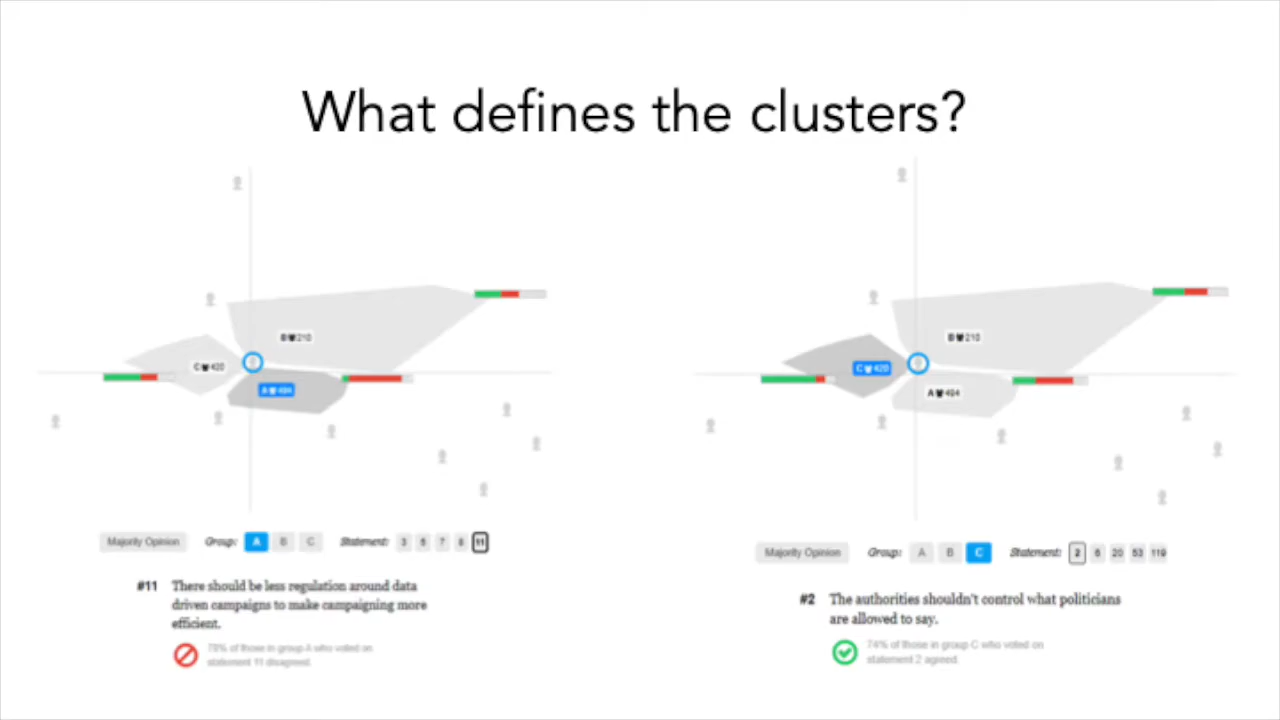 What defines the clusters?
B 210
C 420
A 494
Majority Opinion Group: A B C Statement: 3 5 7 8 11
#11 There should be less regulation around data
driven campaigns to make campaigning more
efficient.
78% of those in group A who voted on
statement 11 disagreed.
B 210
C 420
A 494
Majority Opinion Group: A B C Statement: 2 6 20 53 119
#2 The authorities shouldn't control what politicians
are allowed to say.
74% of those in group C who voted on
statement 2 agreed.